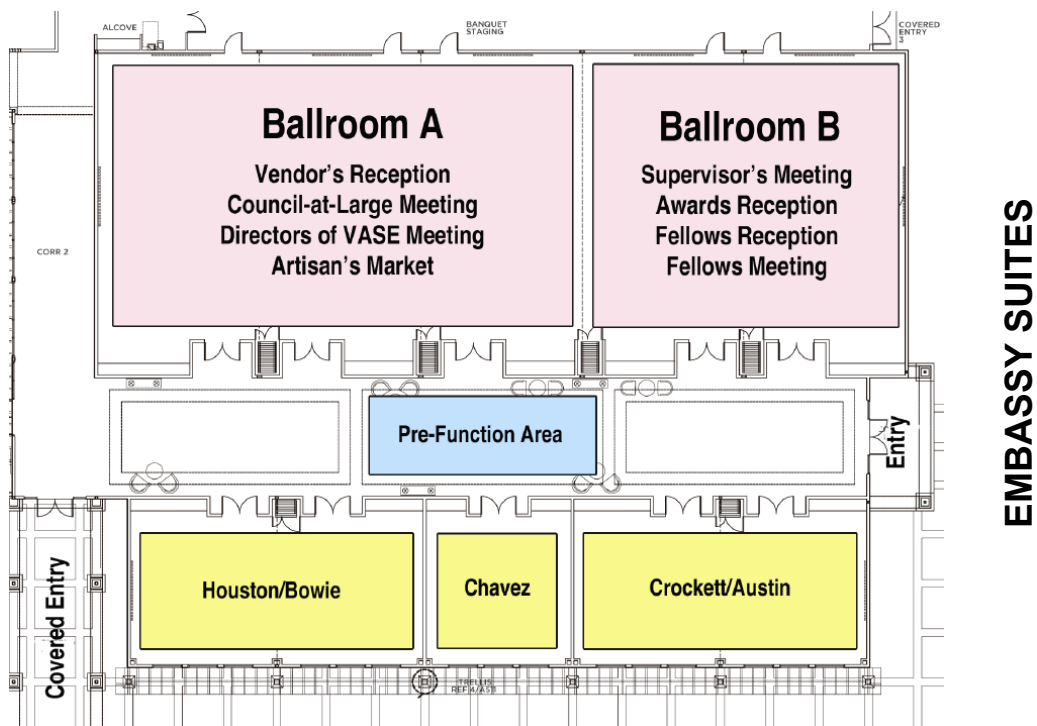 ALCOVE
BANQUET
STAGING
COVERED
ENTRY
3
Ballroom A
Vendor's Reception
Council-at-Large Meeting
Directors of VASE Meeting
Artisan's Market
Ballroom B
Supervisor's Meeting
Awards Reception
Fellows Reception
Fellows Meeting
CORR 2
EMBASSY SUITES
Pre-Function Area
Entry
Covered Entry
Houston/Bowie
Chavez
Crockett/Austin
TRELLIS